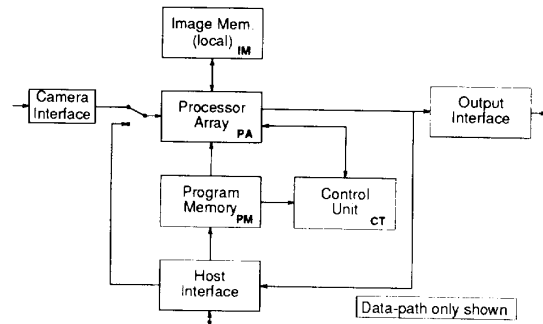 Image Mem.
(local)
IM
Camera
Interface
Processor
Array
PA
Output
Interface
Program
Memory
PM
Control
Unit
CT
Host
Interface
Data-path only shown